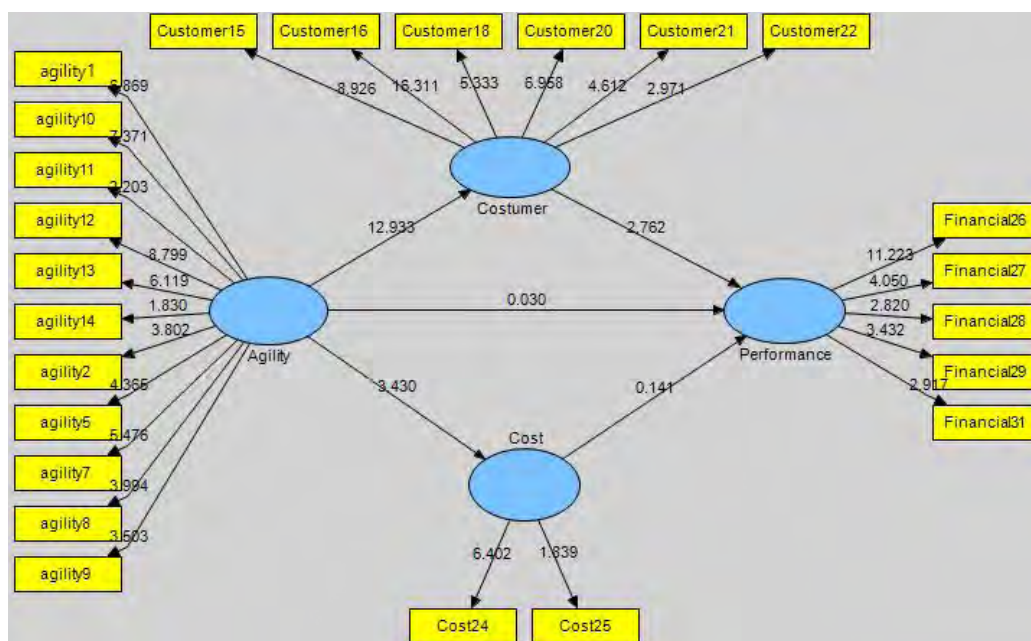 Customer15
Customer16
Customer18
Customer20
Customer21
Customer22
8.926
16.311
5.333
6.958
4.612
2.971
agility1
agility10
agility11
agility12
agility13
agility14
agility2
agility5
agility7
agility8
agility9
7.371
8.799
6.119
1.830
3.802
4.365
5.476
3.994
3.503
Costumer
12.933
2.762
Agility
0.030
Performance
3.430
0.141
Cost
6.402
1.839
Cost24
Cost25
11.223
4.050
2.820
3.432
2.917
Financial26
Financial27
Financial28
Financial29
Financial31